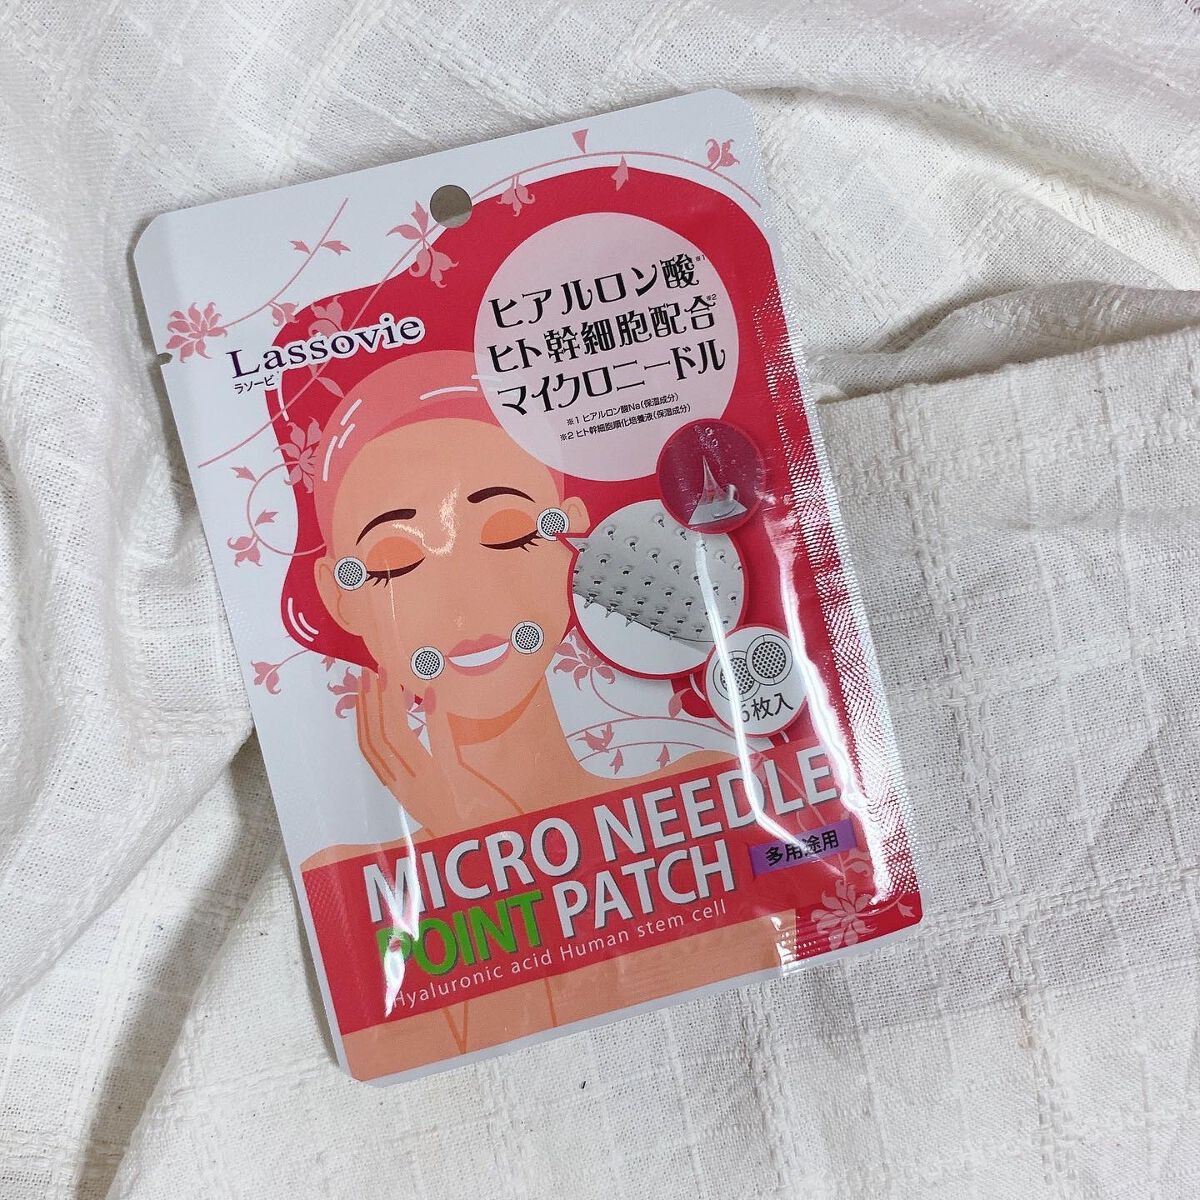 Lassovie
ラソービ
ヒアルロン酸※1
ヒト幹細胞配合※2
マイクロニードル
※1 ヒアルロン酸Na(保湿成分)
※2 ヒト幹細胞順化培養液(保湿成分)
6枚入
MICRO NEEDLE
POINT PATCH
多用途用
Hyaluronic acid Human stem cell